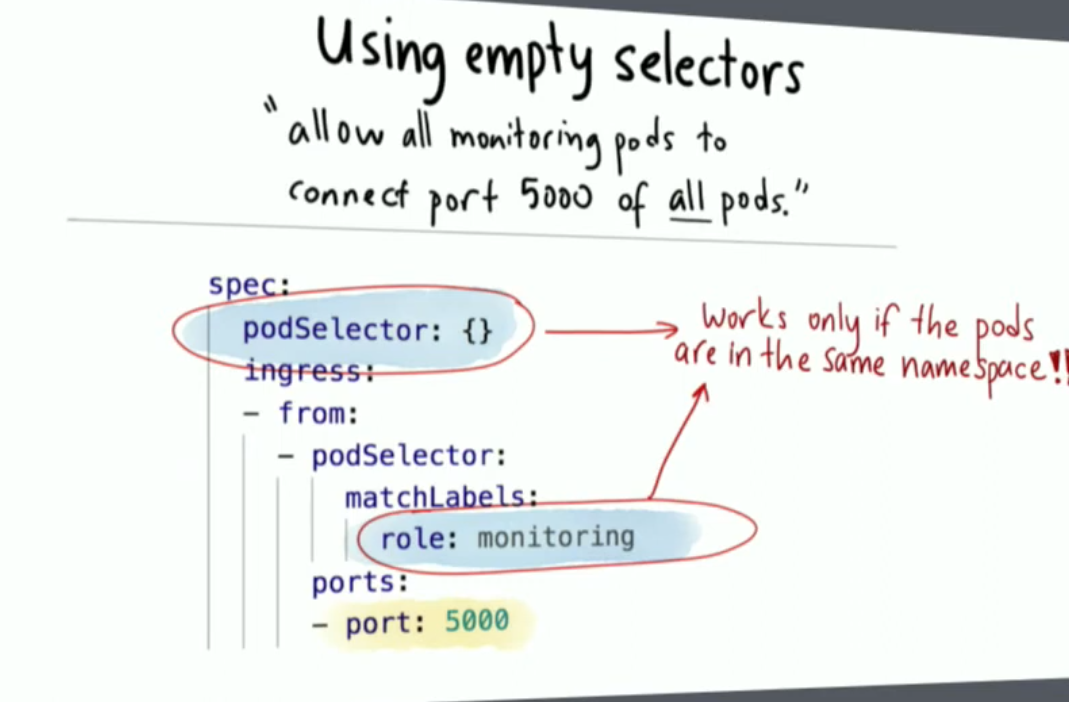 Using empty selectors
"allow all monitoring pods to
connect port 5000 of all pods."
spec:
podSelector: {}
ingress:
- from:
- podSelector:
matchLabels:
role: monitoring
ports:
- port: 5000
works only if the pods
are in the same namespace!!